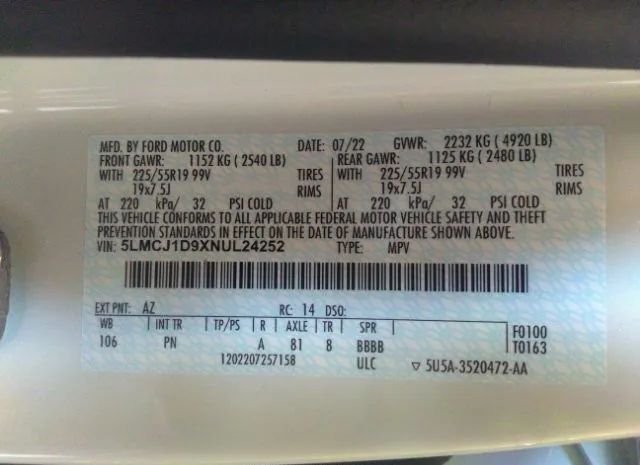 MFD. BY FORD MOTOR CO. DATE: 07/22 GVWR: 2232 KG ( 4920 LB)
FRONT GAWR: 1152 KG ( 2540 LB) REAR GAWR: 1125 KG ( 2480 LB)
WITH 225/55R19 99V TIRES WITH 225/55R19 99V TIRES
19x7.5J RIMS 19x7.5J RIMS
AT 220 kPa/ 32 PSI COLD AT 220 kPa/ 32 PSI COLD
THIS VEHICLE CONFORMS TO ALL APPLICABLE FEDERAL MOTOR VEHICLE SAFETY AND THEFT
PREVENTION STANDARDS IN EFFECT ON THE DATE OF MANUFACTURE SHOWN ABOVE.
VIN: 5LMCJ1D9XNUL24252 TYPE: MPV
EXT PNT: AZ RC: 14 DSO:
WB INT TR TP/PS R AXLE TR SPR F0100
106 PN A 81 8 BBBB T0163
1202207257158 ULC ▽ 5U5A-3520472-AA